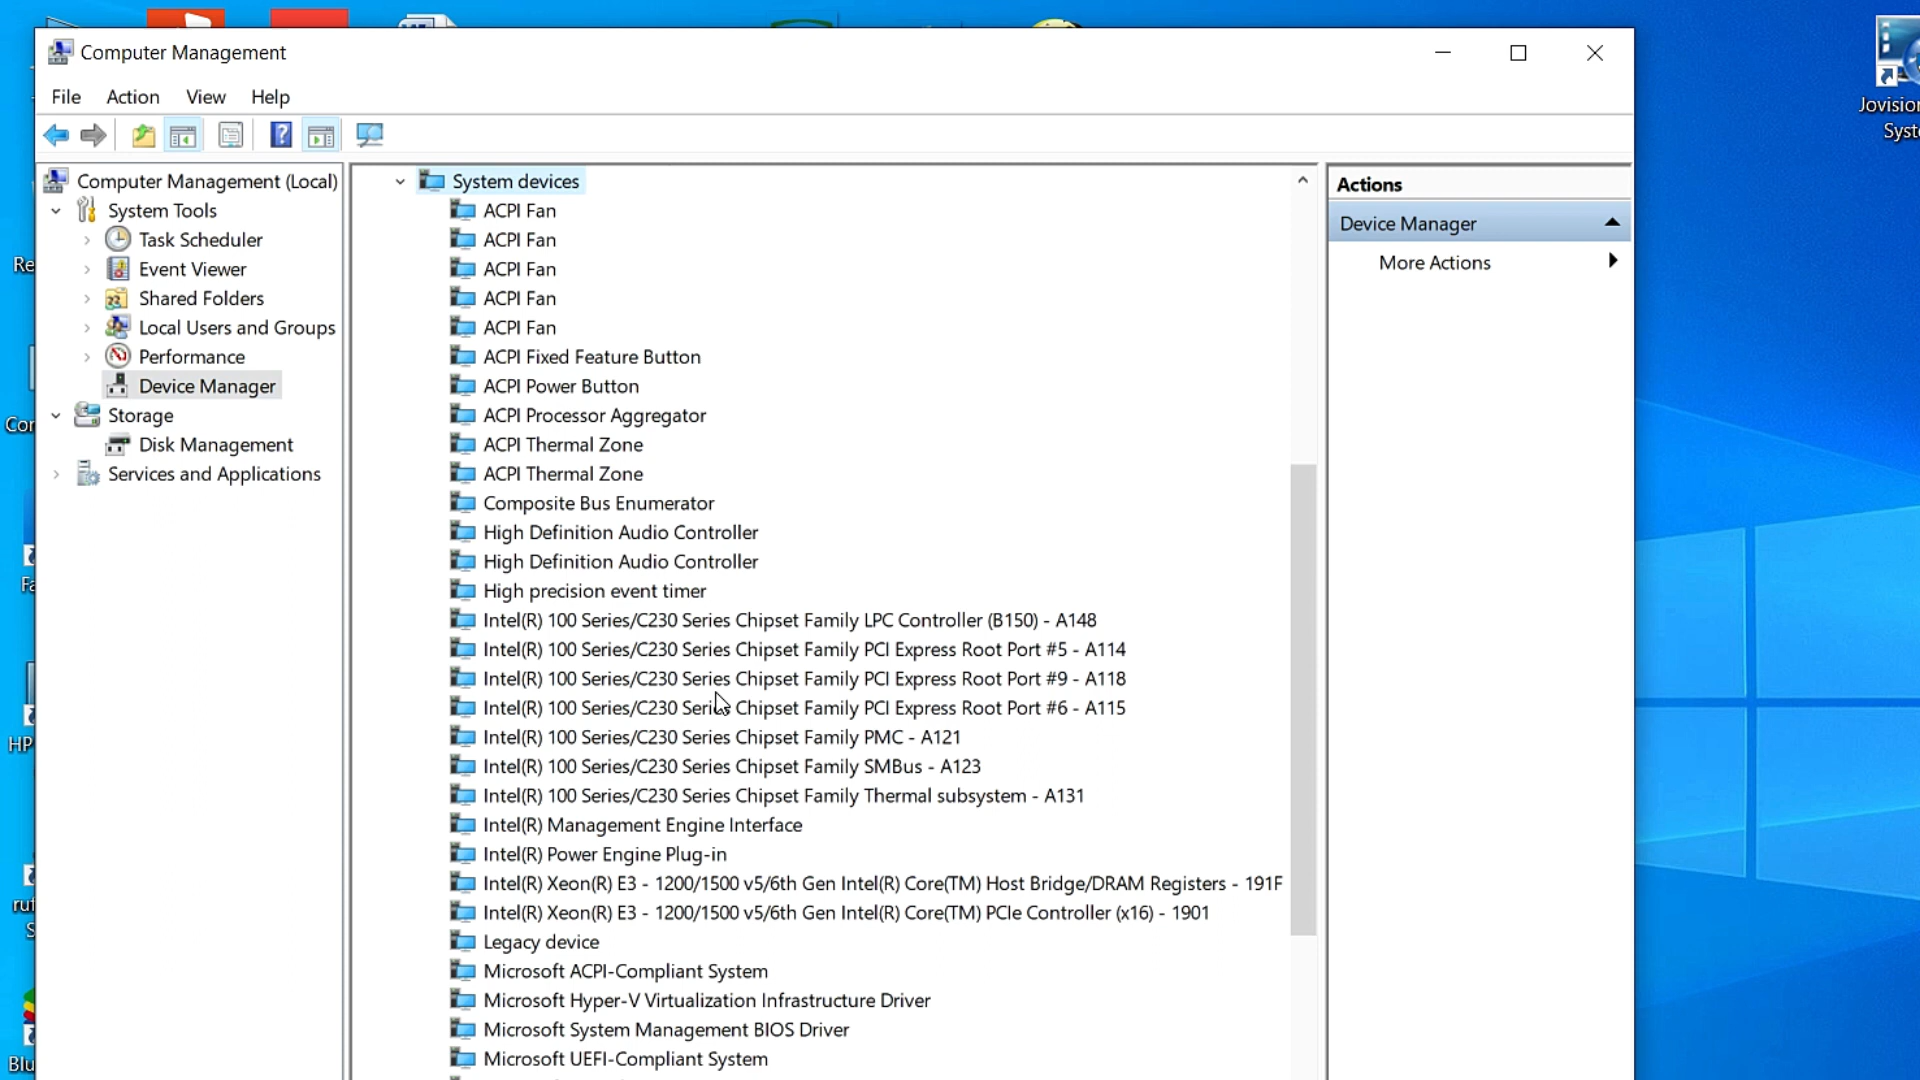 Computer Management
File Action View Help
Computer Management (Local)
System Tools
Task Scheduler
Event Viewer
Shared Folders
Local Users and Groups
Performance
Device Manager
Storage
Disk Management
Services and Applications
System devices
ACPI Fan
ACPI Fan
ACPI Fan
ACPI Fan
ACPI Fan
ACPI Fixed Feature Button
ACPI Power Button
ACPI Processor Aggregator
ACPI Thermal Zone
ACPI Thermal Zone
Composite Bus Enumerator
High Definition Audio Controller
High Definition Audio Controller
High precision event timer
Intel(R) 100 Series/C230 Series Chipset Family LPC Controller (B150) - A148
Intel(R) 100 Series/C230 Series Chipset Family PCI Express Root Port #5 - A114
Intel(R) 100 Series/C230 Series Chipset Family PCI Express Root Port #9 - A118
Intel(R) 100 Series/C230 Series Chipset Family PCI Express Root Port #6 - A115
Intel(R) 100 Series/C230 Series Chipset Family PMC - A121
Intel(R) 100 Series/C230 Series Chipset Family SMBus - A123
Intel(R) 100 Series/C230 Series Chipset Family Thermal subsystem - A131
Intel(R) Management Engine Interface
Intel(R) Power Engine Plug-in
Intel(R) Xeon(R) E3 - 1200/1500 v5/6th Gen Intel(R) Core(TM) Host Bridge/DRAM Registers - 191F
Intel(R) Xeon(R) E3 - 1200/1500 v5/6th Gen Intel(R) Core(TM) PCIe Controller (x16) - 1901
Legacy device
Microsoft ACPI-Compliant System
Microsoft Hyper-V Virtualization Infrastructure Driver
Microsoft System Management BIOS Driver
Microsoft UEFI-Compliant System
Actions
Device Manager
More Actions
Jovision
Syst
Re
Cor
Fa
HP
ruf
S
Blu